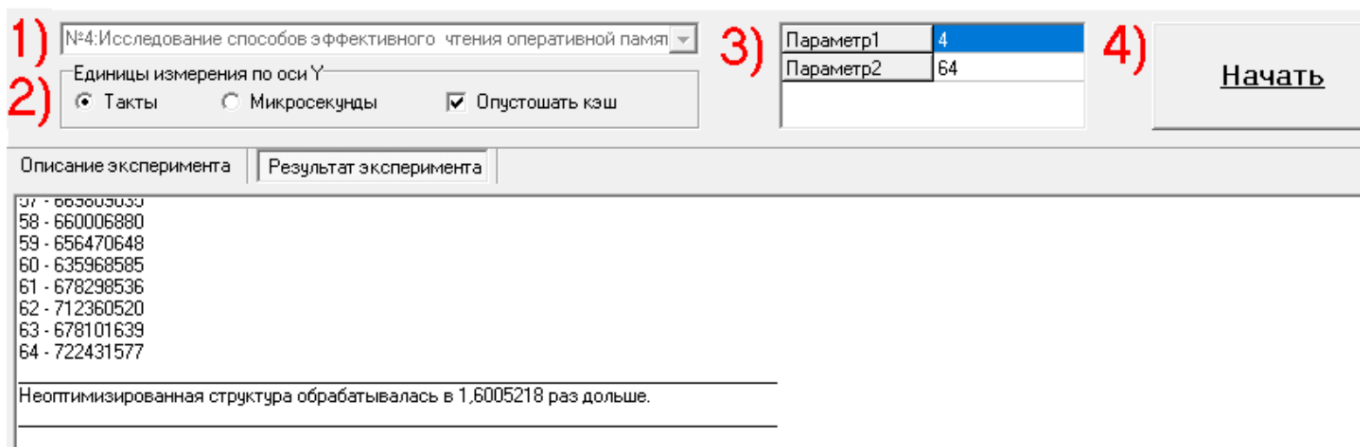 1)
№4:Исследование способов эффективного чтения оперативной памят
2)
Единицы измерения по оси Y
Такты
Микросекунды
Опустошать кэш
3)
Параметр1 4
Параметр2 64
4)
Начать
Описание эксперимента
Результат эксперимента
58 - 660006880
59 - 656470648
60 - 635968585
61 - 678298536
62 - 712360520
63 - 678101639
64 - 722431577
Неоптимизированная структура обрабатывалась в 1,6005218 раз дольше.